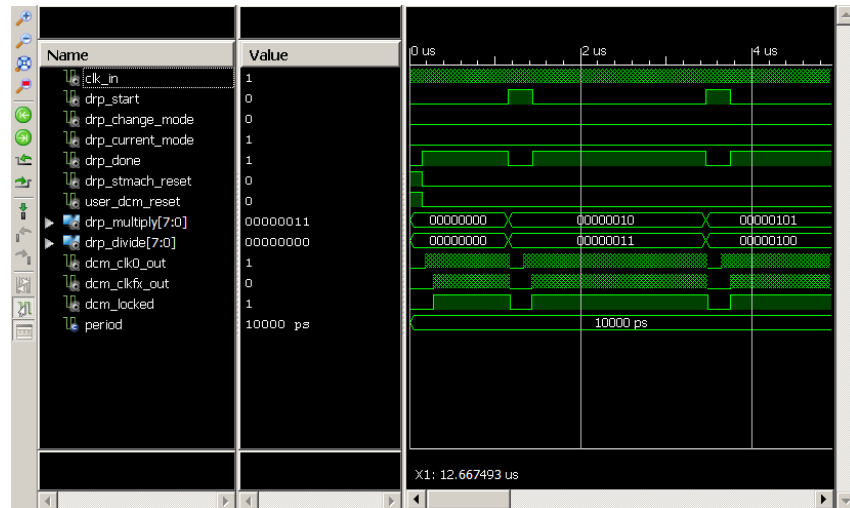 Name Value 0 us 2 us 4 us
clk_in 1
drp_start 0
drp_change_mode 0
drp_current_mode 1
drp_done 1
drp_stmach_reset 0
user_dcm_reset 0
drp_multiply[7:0] 00000011 00000000 00000010 00000101
drp_divide[7:0] 00000000 00000000 00000011 00000100
dcm_clk0_out 1
dcm_clkfx_out 0
dcm_locked 1
period 10000 ps 10000 ps
X1: 12.667493 us